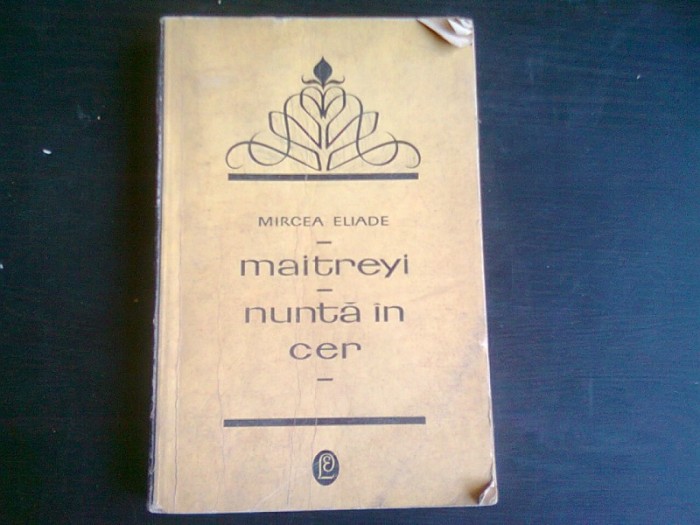 MIRCEA ELIADE
maitreyi
nuntă în
cer